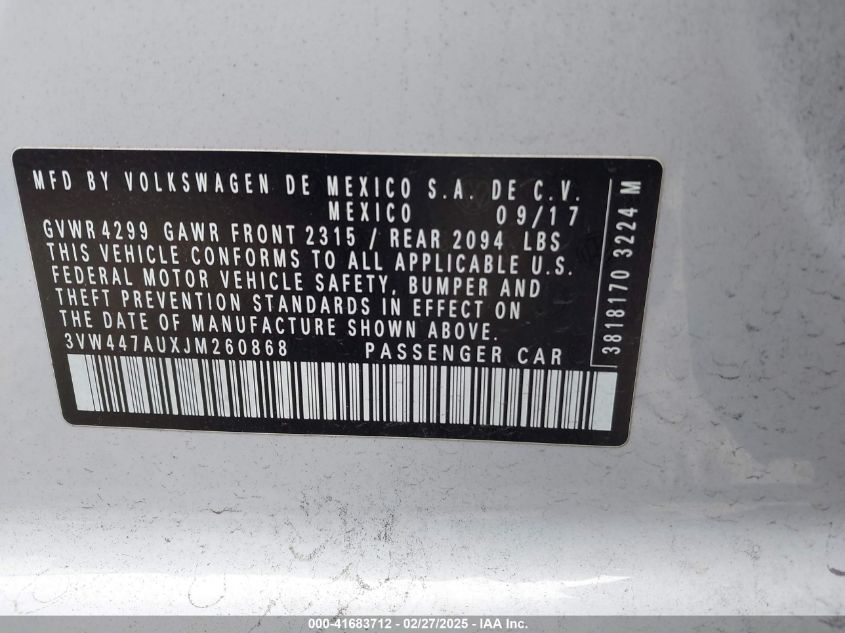 MFD BY VOLKSWAGEN DE MEXICO S.A. DE C.V.
MEXICO 09/17
GVWR 4299 GAWR FRONT 2315 / REAR 2094 LBS
THIS VEHICLE CONFORMS TO ALL APPLICABLE U.S.
FEDERAL MOTOR VEHICLE SAFETY, BUMPER AND
THEFT PREVENTION STANDARDS IN EFFECT ON
THE DATE OF MANUFACTURE SHOWN ABOVE.
3VW447AUXJM260868 PASSENGER CAR
3818170 3224 M
000-41683712 - 02/27/2025 - IAA Inc.